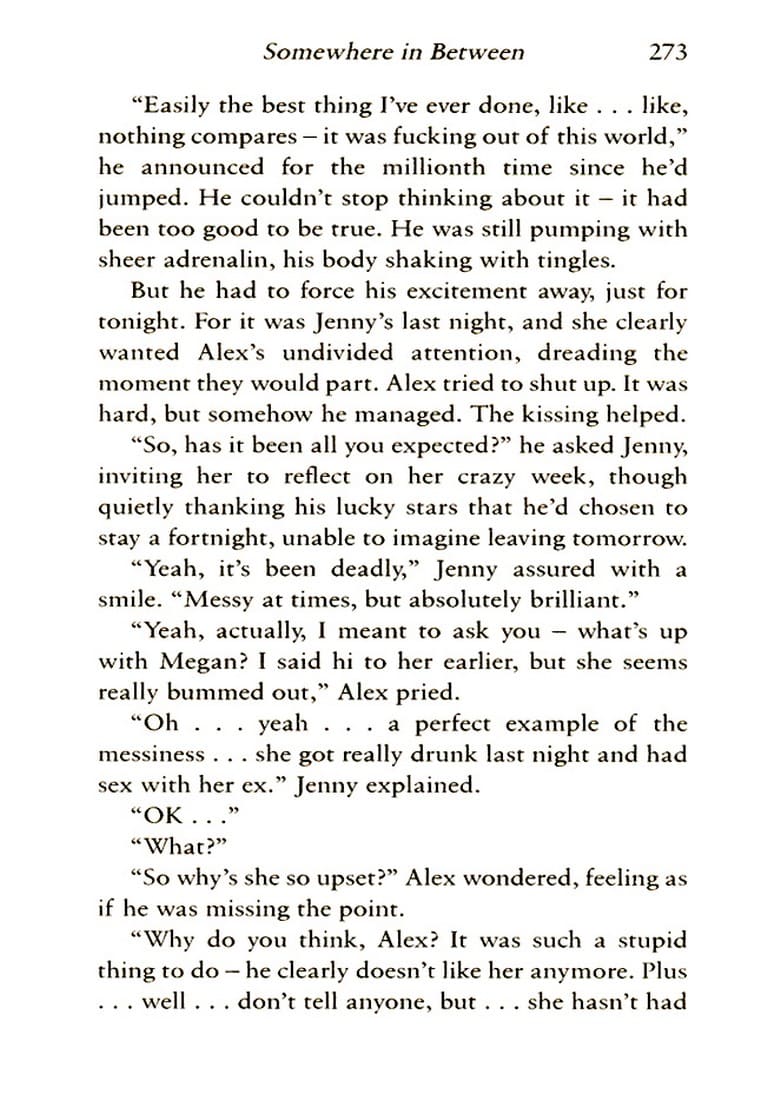 Somewhere in Between 273
“Easily the best thing I’ve ever done, like . . . like,
nothing compares – it was fucking out of this world,”
he announced for the millionth time since he’d
jumped. He couldn’t stop thinking about it – it had
been too good to be true. He was still pumping with
sheer adrenalin, his body shaking with tingles.
But he had to force his excitement away, just for
tonight. For it was Jenny’s last night, and she clearly
wanted Alex’s undivided attention, dreading the
moment they would part. Alex tried to shut up. It was
hard, but somehow he managed. The kissing helped.
“So, has it been all you expected?” he asked Jenny,
inviting her to reflect on her crazy week, though
quietly thanking his lucky stars that he’d chosen to
stay a fortnight, unable to imagine leaving tomorrow.
“Yeah, it’s been deadly,” Jenny assured with a
smile. “Messy at times, but absolutely brilliant.”
“Yeah, actually, I meant to ask you – what’s up
with Megan? I said hi to her earlier, but she seems
really bummed out,” Alex pried.
“Oh . . . yeah . . . a perfect example of the
messiness . . . she got really drunk last night and had
sex with her ex.” Jenny explained.
“OK . . .”
“What?”
“So why’s she so upset?” Alex wondered, feeling as
if he was missing the point.
“Why do you think, Alex? It was such a stupid
thing to do – he clearly doesn’t like her anymore. Plus
. . . well . . . don’t tell anyone, but . . . she hasn’t had